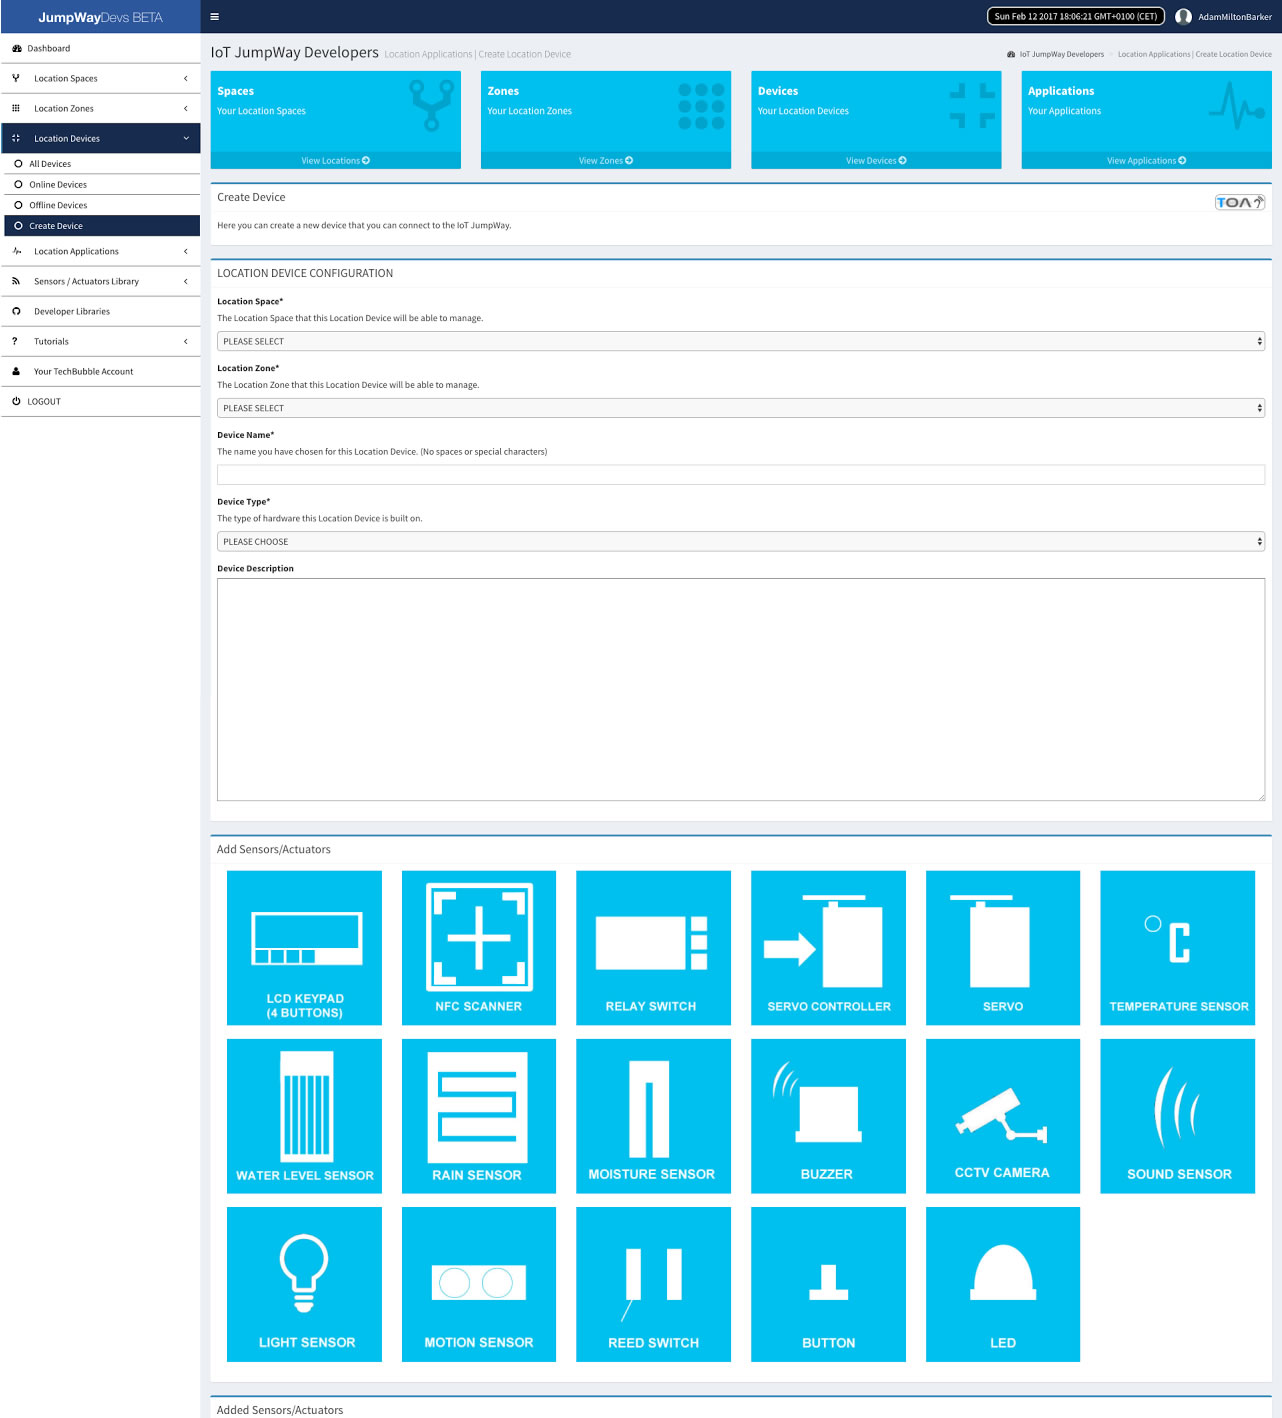 JumpWayDevs BETA
Sun Feb 12 2017 18:06:21 GMT+0100 (CET)
AdamMiltonBarker
Dashboard
Location Spaces
Location Zones
Location Devices
All Devices
Online Devices
Offline Devices
Create Device
Location Applications
Sensors / Actuators Library
Developer Libraries
Tutorials
Your TechBubble Account
LOGOUT
IoT JumpWay Developers Location Applications | Create Location Device
IoT JumpWay Developers > Location Applications | Create Location Device
Spaces
Your Location Spaces
View Locations
Zones
Your Location Zones
View Zones
Devices
Your Location Devices
View Devices
Applications
Your Applications
View Applications
Create Device
TOA
Here you can create a new device that you can connect to the IoT JumpWay.
LOCATION DEVICE CONFIGURATION
Location Space*
The Location Space that this Location Device will be able to manage.
PLEASE SELECT
Location Zone*
The Location Zone that this Location Device will be able to manage.
PLEASE SELECT
Device Name*
The name you have chosen for this Location Device. (No spaces or special characters)
Device Type*
The type of hardware this Location Device is built on.
PLEASE CHOOSE
Device Description
Add Sensors/Actuators
LCD KEYPAD
(4 BUTTONS)
NFC SCANNER
RELAY SWITCH
SERVO CONTROLLER
SERVO
°C
TEMPERATURE SENSOR
WATER LEVEL SENSOR
RAIN SENSOR
MOISTURE SENSOR
BUZZER
CCTV CAMERA
SOUND SENSOR
LIGHT SENSOR
MOTION SENSOR
REED SWITCH
BUTTON
LED
Added Sensors/Actuators